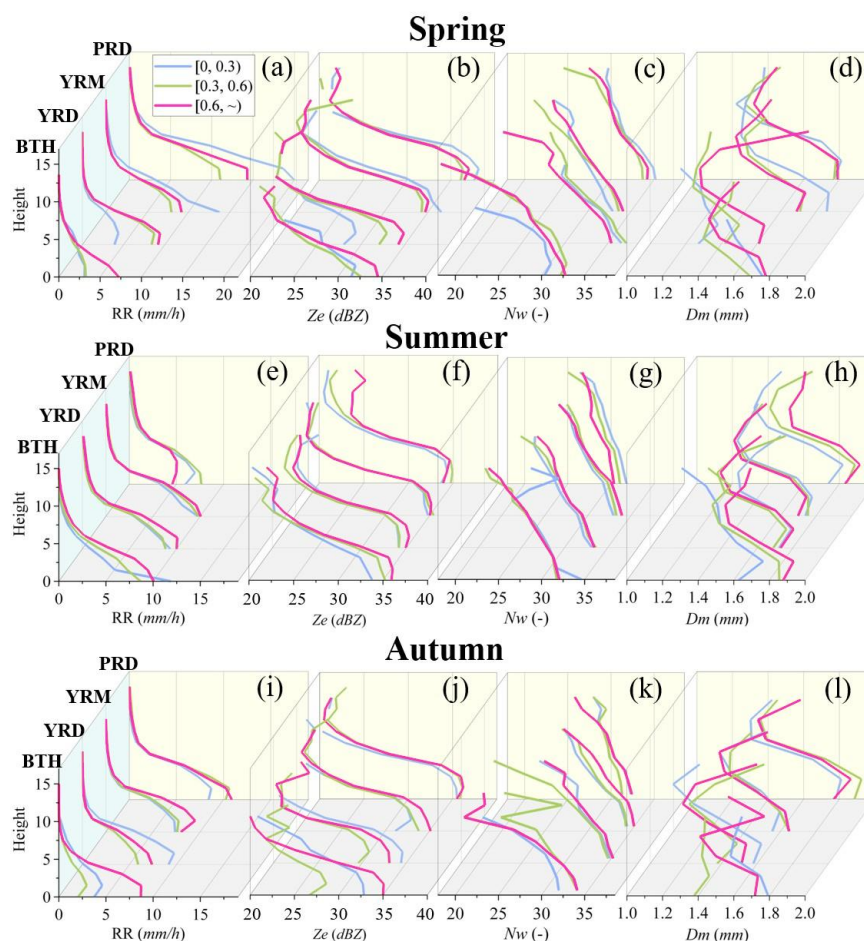 Spring
PRD
YRM
YRD
BTH
[0, 0.3)
[0.3, 0.6)
[0.6, ~)
(a)
(b)
(c)
(d)
Height
15
10
5
0
0 5 10 15 20
20 25 30 35 40
20 25 30 35
1.0 1.2 1.4 1.6 1.8 2.0
RR (mm/h)
Ze (dBZ)
Nw (-)
Dm (mm)
Summer
PRD
YRM
YRD
BTH
(e)
(f)
(g)
(h)
Height
15
10
5
0
0 5 10 15
20 25 30 35 40
20 25 30 35
1.0 1.2 1.4 1.6 1.8 2.0
RR (mm/h)
Ze (dBZ)
Nw (-)
Dm (mm)
Autumn
PRD
YRM
YRD
BTH
(i)
(j)
(k)
(l)
Height
15
10
5
0
0 5 10 15
20 25 30 35 40
20 25 30 35
1.0 1.2 1.4 1.6 1.8 2.0
RR (mm/h)
Ze (dBZ)
Nw (-)
Dm (mm)